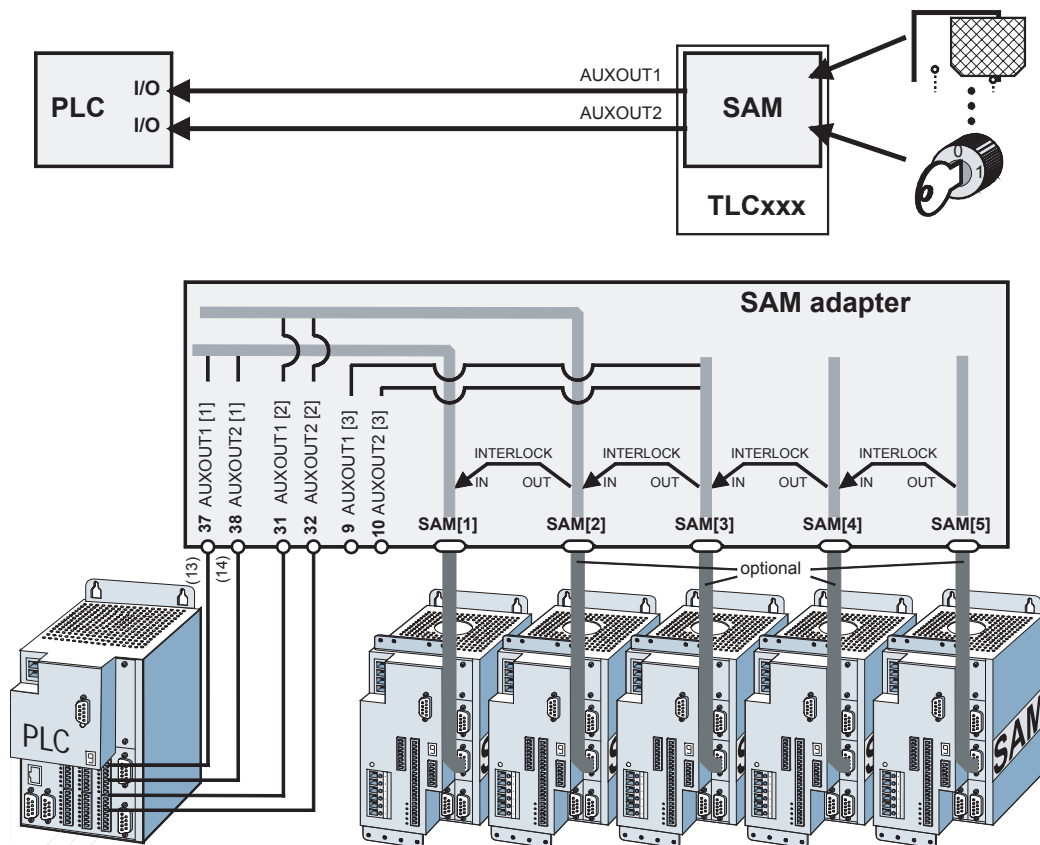 PLC
I/O
I/O
AUXOUT1
AUXOUT2
SAM
TLCxxx
0
1
SAM adapter
37 AUXOUT1 [1]
38 AUXOUT2 [1]
31 AUXOUT1 [2]
32 AUXOUT2 [2]
9 AUXOUT1 [3]
10 AUXOUT2 [3]
INTERLOCK
IN OUT
INTERLOCK
IN OUT
INTERLOCK
IN OUT
INTERLOCK
IN OUT
SAM[1]
SAM[2]
SAM[3]
SAM[4]
SAM[5]
(13)
(14)
optional
PLC
SAM